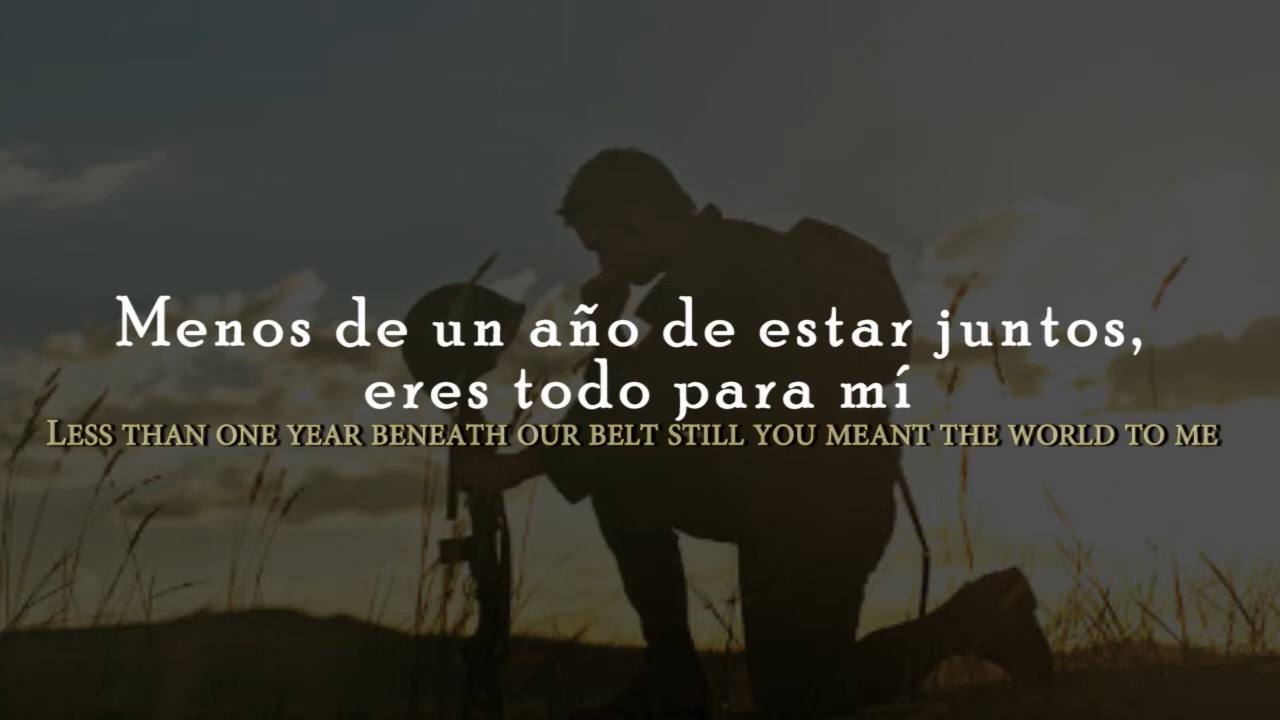 Menos de un año de estar juntos,
eres todo para mí
LESS THAN ONE YEAR BENEATH OUR BELT STILL YOU MEANT THE WORLD TO ME